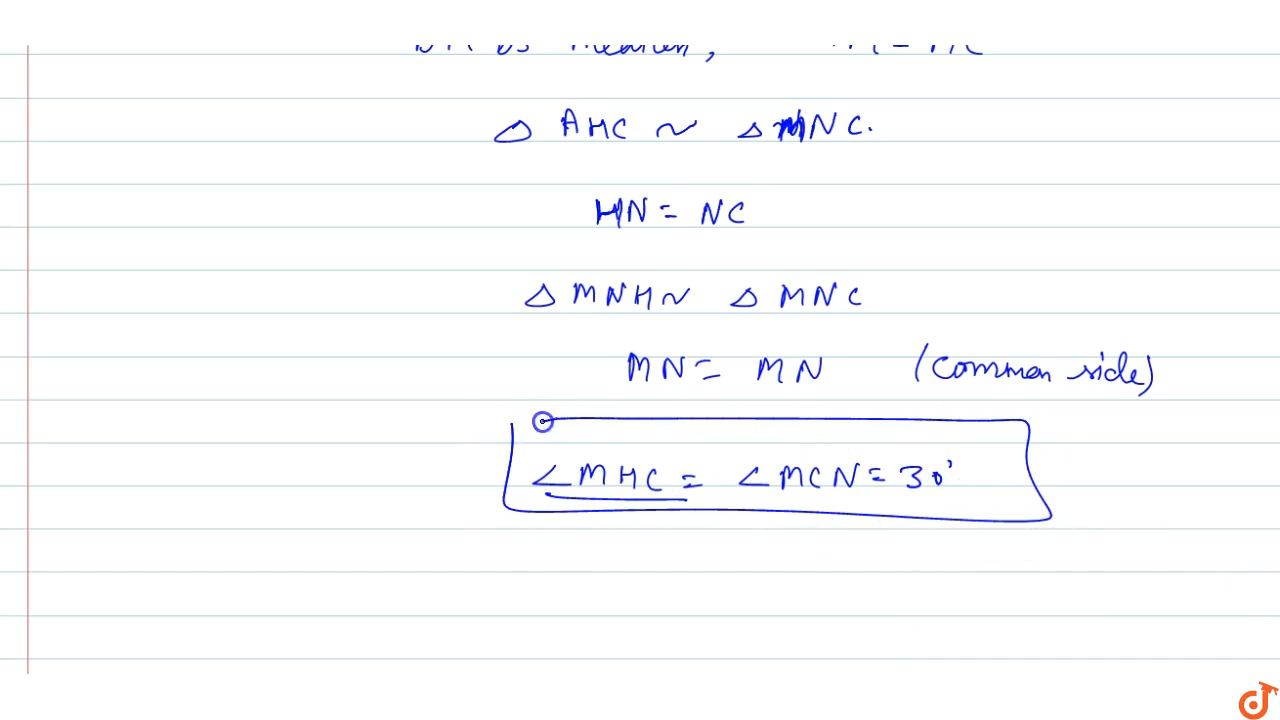 △ AHC ~ △ MNC.
HN = NC
△ MNH ~ △ MNC
MN = MN (common side)
∠MHC = ∠MCN = 30°